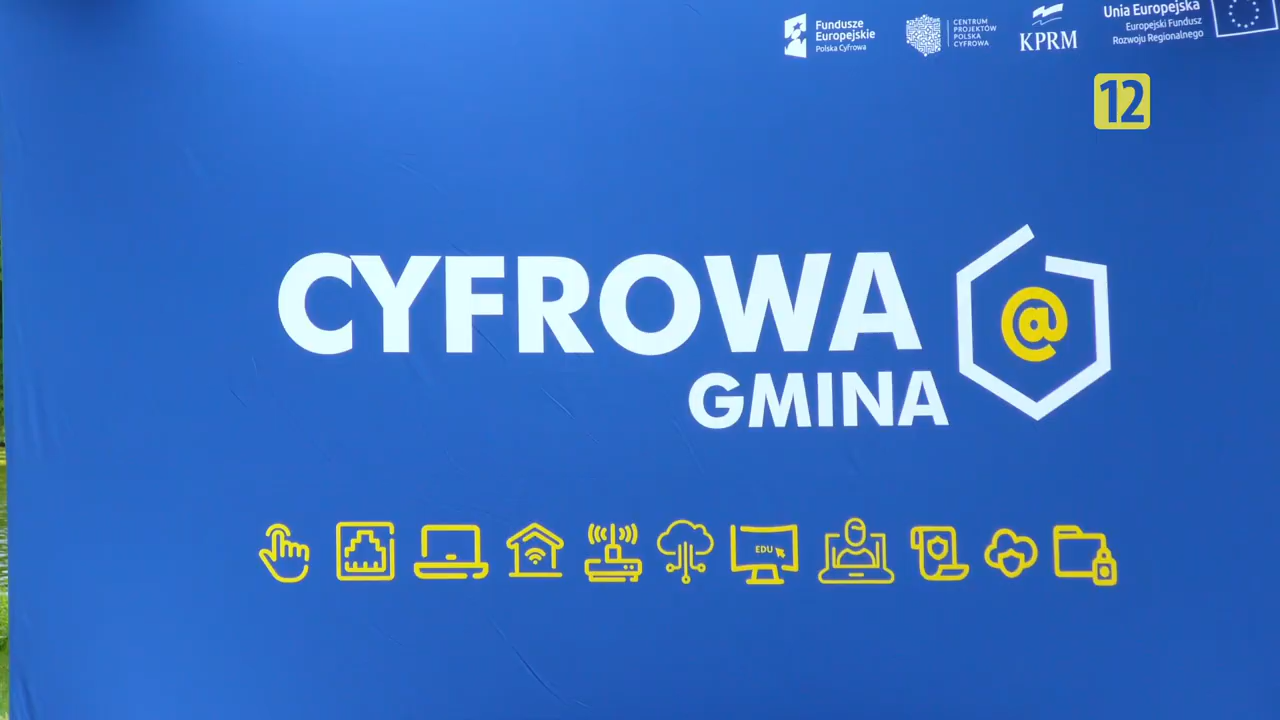 Fundusze
Europejskie
Polska Cyfrowa
CENTRUM
PROJEKTÓW
POLSKA
CYFROWA
KPRM
Unia Europejska
Europejski Fundusz
Rozwoju Regionalnego
12
CYFROWA
GMINA
@
EDU